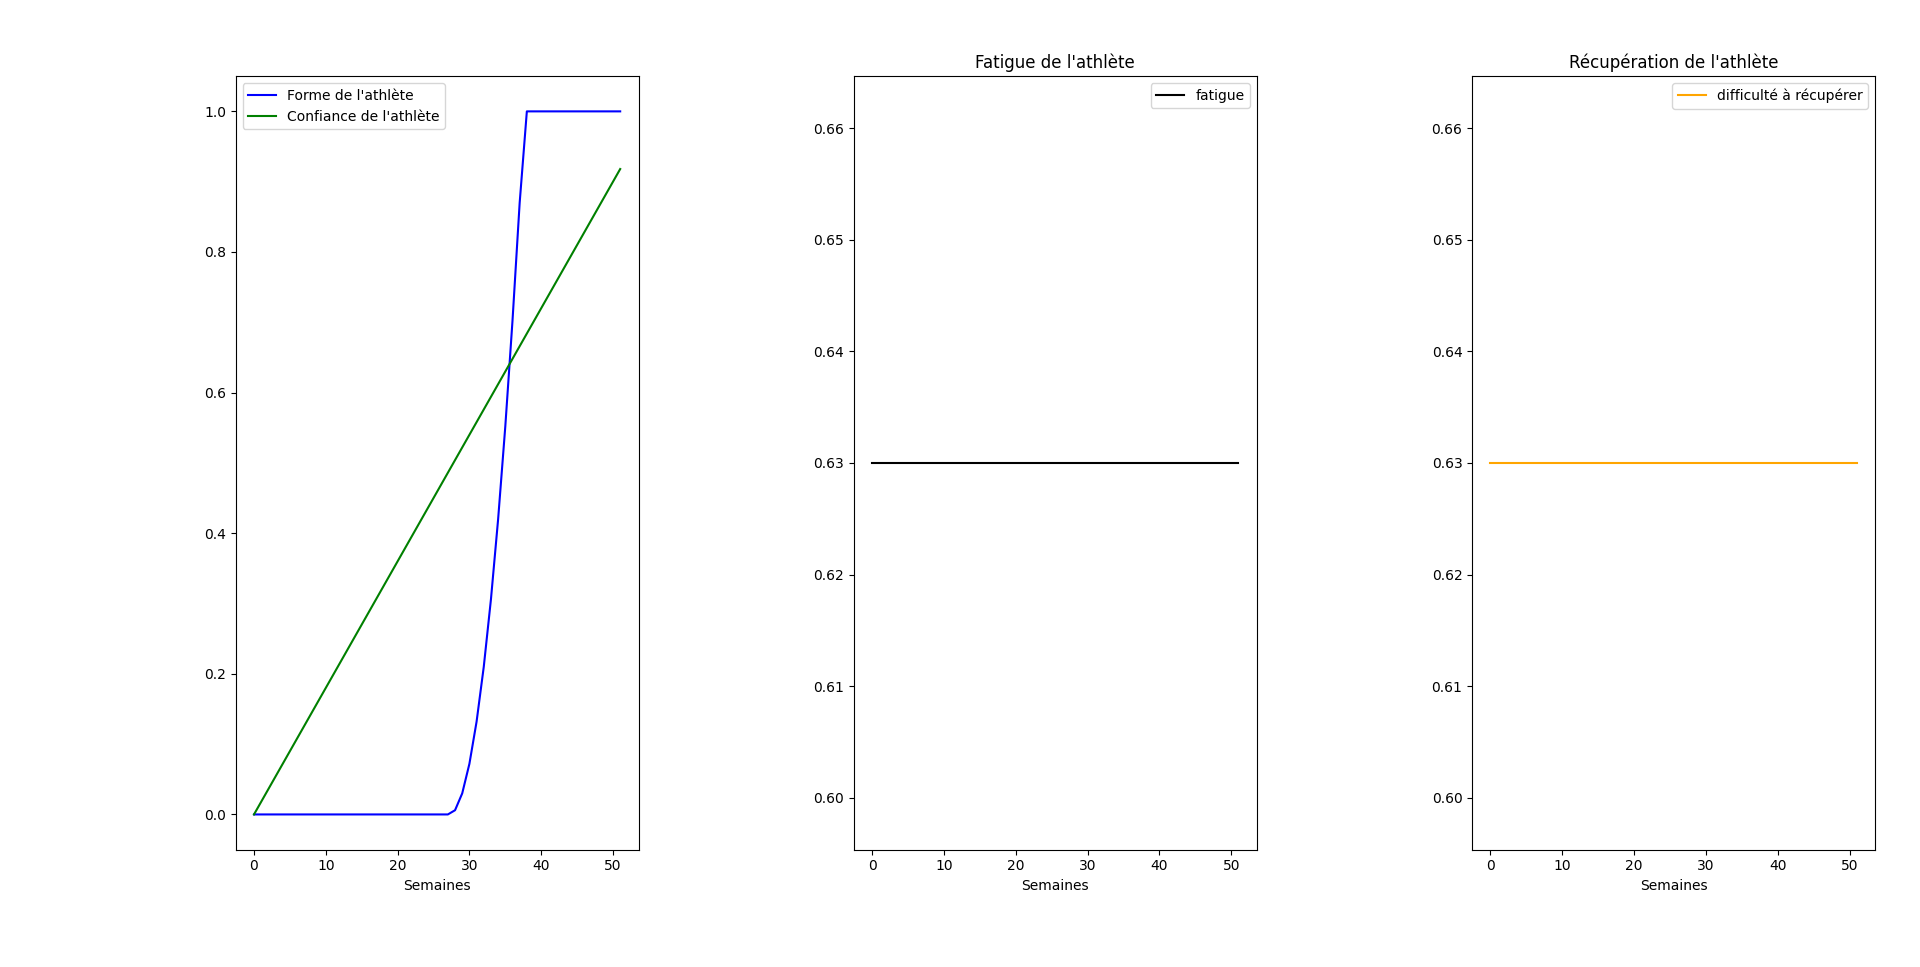 Forme de l'athlète
Confiance de l'athlète
1.0
0.8
0.6
0.4
0.2
0.0
0 10 20 30 40 50
Semaines
Fatigue de l'athlète
fatigue
0.66
0.65
0.64
0.63
0.62
0.61
0.60
0 10 20 30 40 50
Semaines
Récupération de l'athlète
difficulté à récupérer
0.66
0.65
0.64
0.63
0.62
0.61
0.60
0 10 20 30 40 50
Semaines